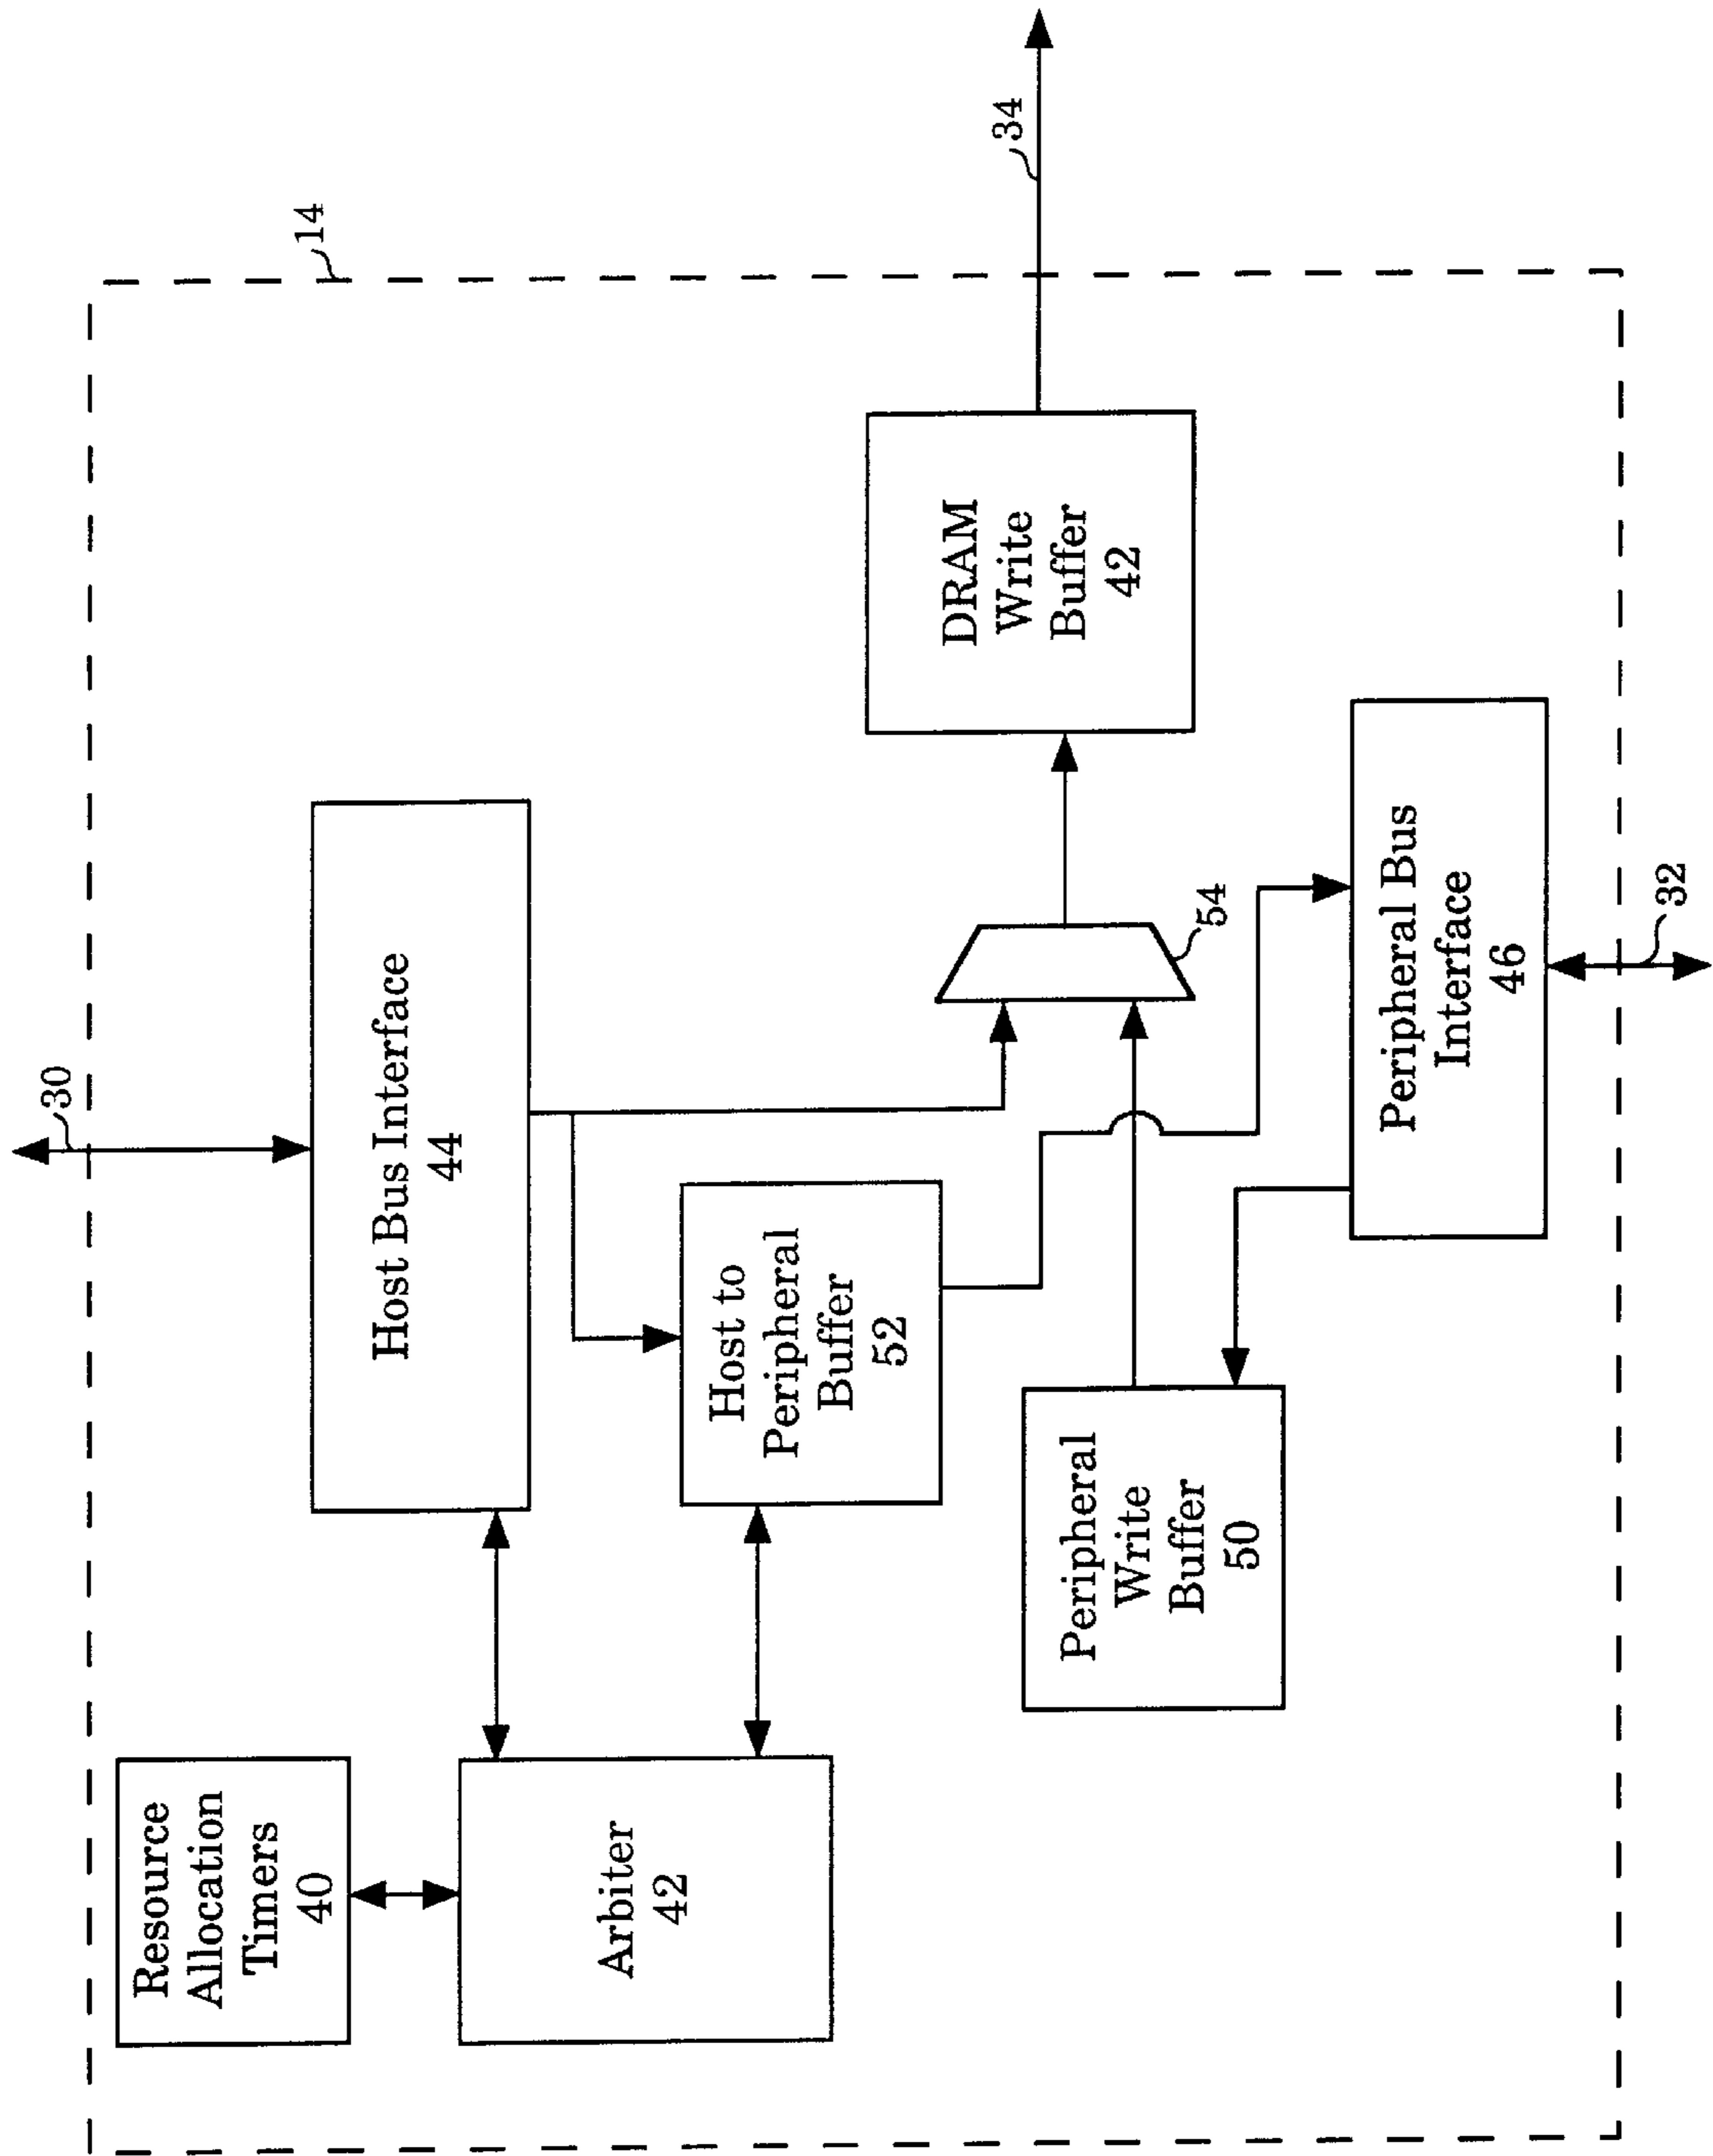 14
30
Resource
Allocation
Timers
40
Host Bus Interface
44
Arbiter
42
Host to
Peripheral
Buffer
52
DRAM
Write
Buffer
42
34
54
Peripheral
Write
Buffer
50
Peripheral Bus
Interface
46
32